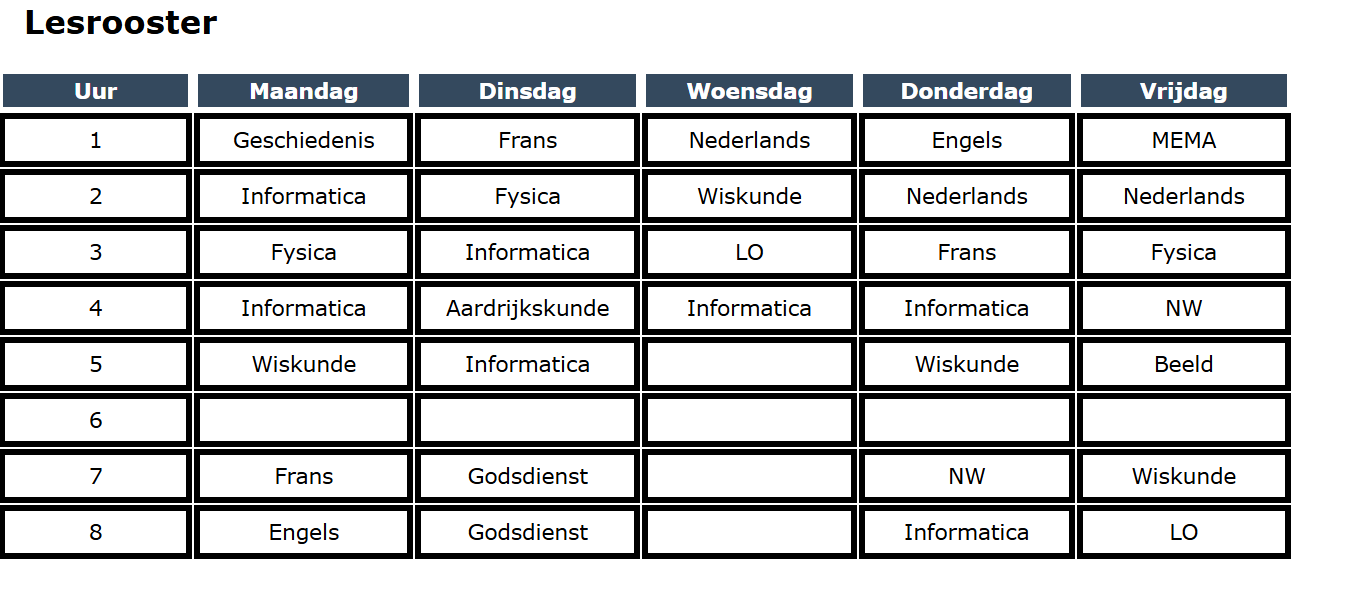 Lesrooster
Uur Maandag Dinsdag Woensdag Donderdag Vrijdag
1 Geschiedenis Frans Nederlands Engels MEMA
2 Informatica Fysica Wiskunde Nederlands Nederlands
3 Fysica Informatica LO Frans Fysica
4 Informatica Aardrijkskunde Informatica Informatica NW
5 Wiskunde Informatica Wiskunde Beeld
6
7 Frans Godsdienst NW Wiskunde
8 Engels Godsdienst Informatica LO